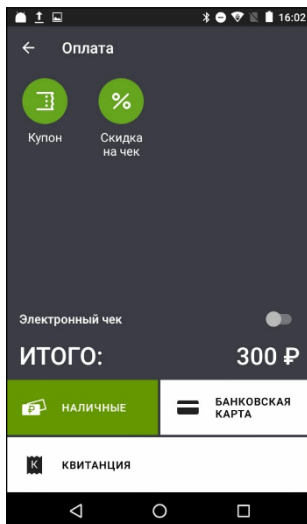 16:02
Оплата
Купон
Скидка
на чек
Электронный чек
ИТОГО: 300 ₽
НАЛИЧНЫЕ
БАНКОВСКАЯ
КАРТА
К КВИТАНЦИЯ